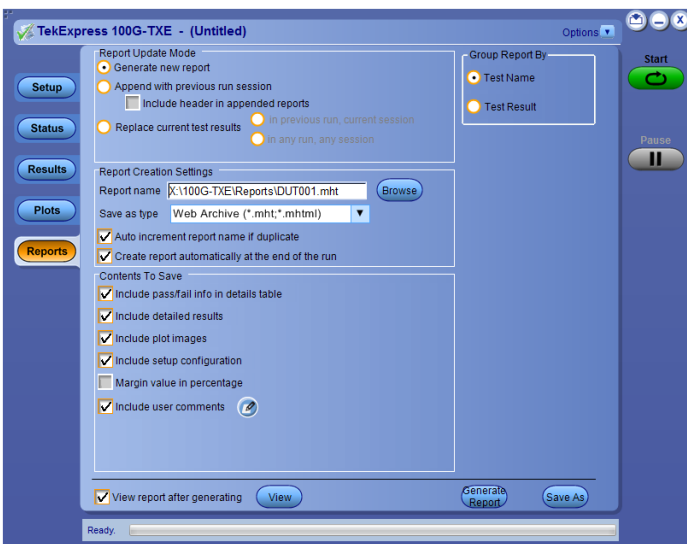 TekExpress 100G-TXE - (Untitled)
Options
Report Update Mode
Generate new report
Append with previous run session
Include header in appended reports
Replace current test results
In previous run, current session
in any run, any session
Group Report By
Test Name
Test Result
Start
Pause
Setup
Status
Results
Plots
Reports
Report Creation Settings
Report name X:\100G-TXE\Reports\DUT001.mht Browse
Save as type Web Archive (*.mht;*.mhtml)
Auto increment report name if duplicate
Create report automatically at the end of the run
Contents To Save
Include pass/fail info in details table
Include detailed results
Include plot images
Include setup configuration
Margin value in percentage
Include user comments
View report after generating View
Generate
Report
Save As
Ready.